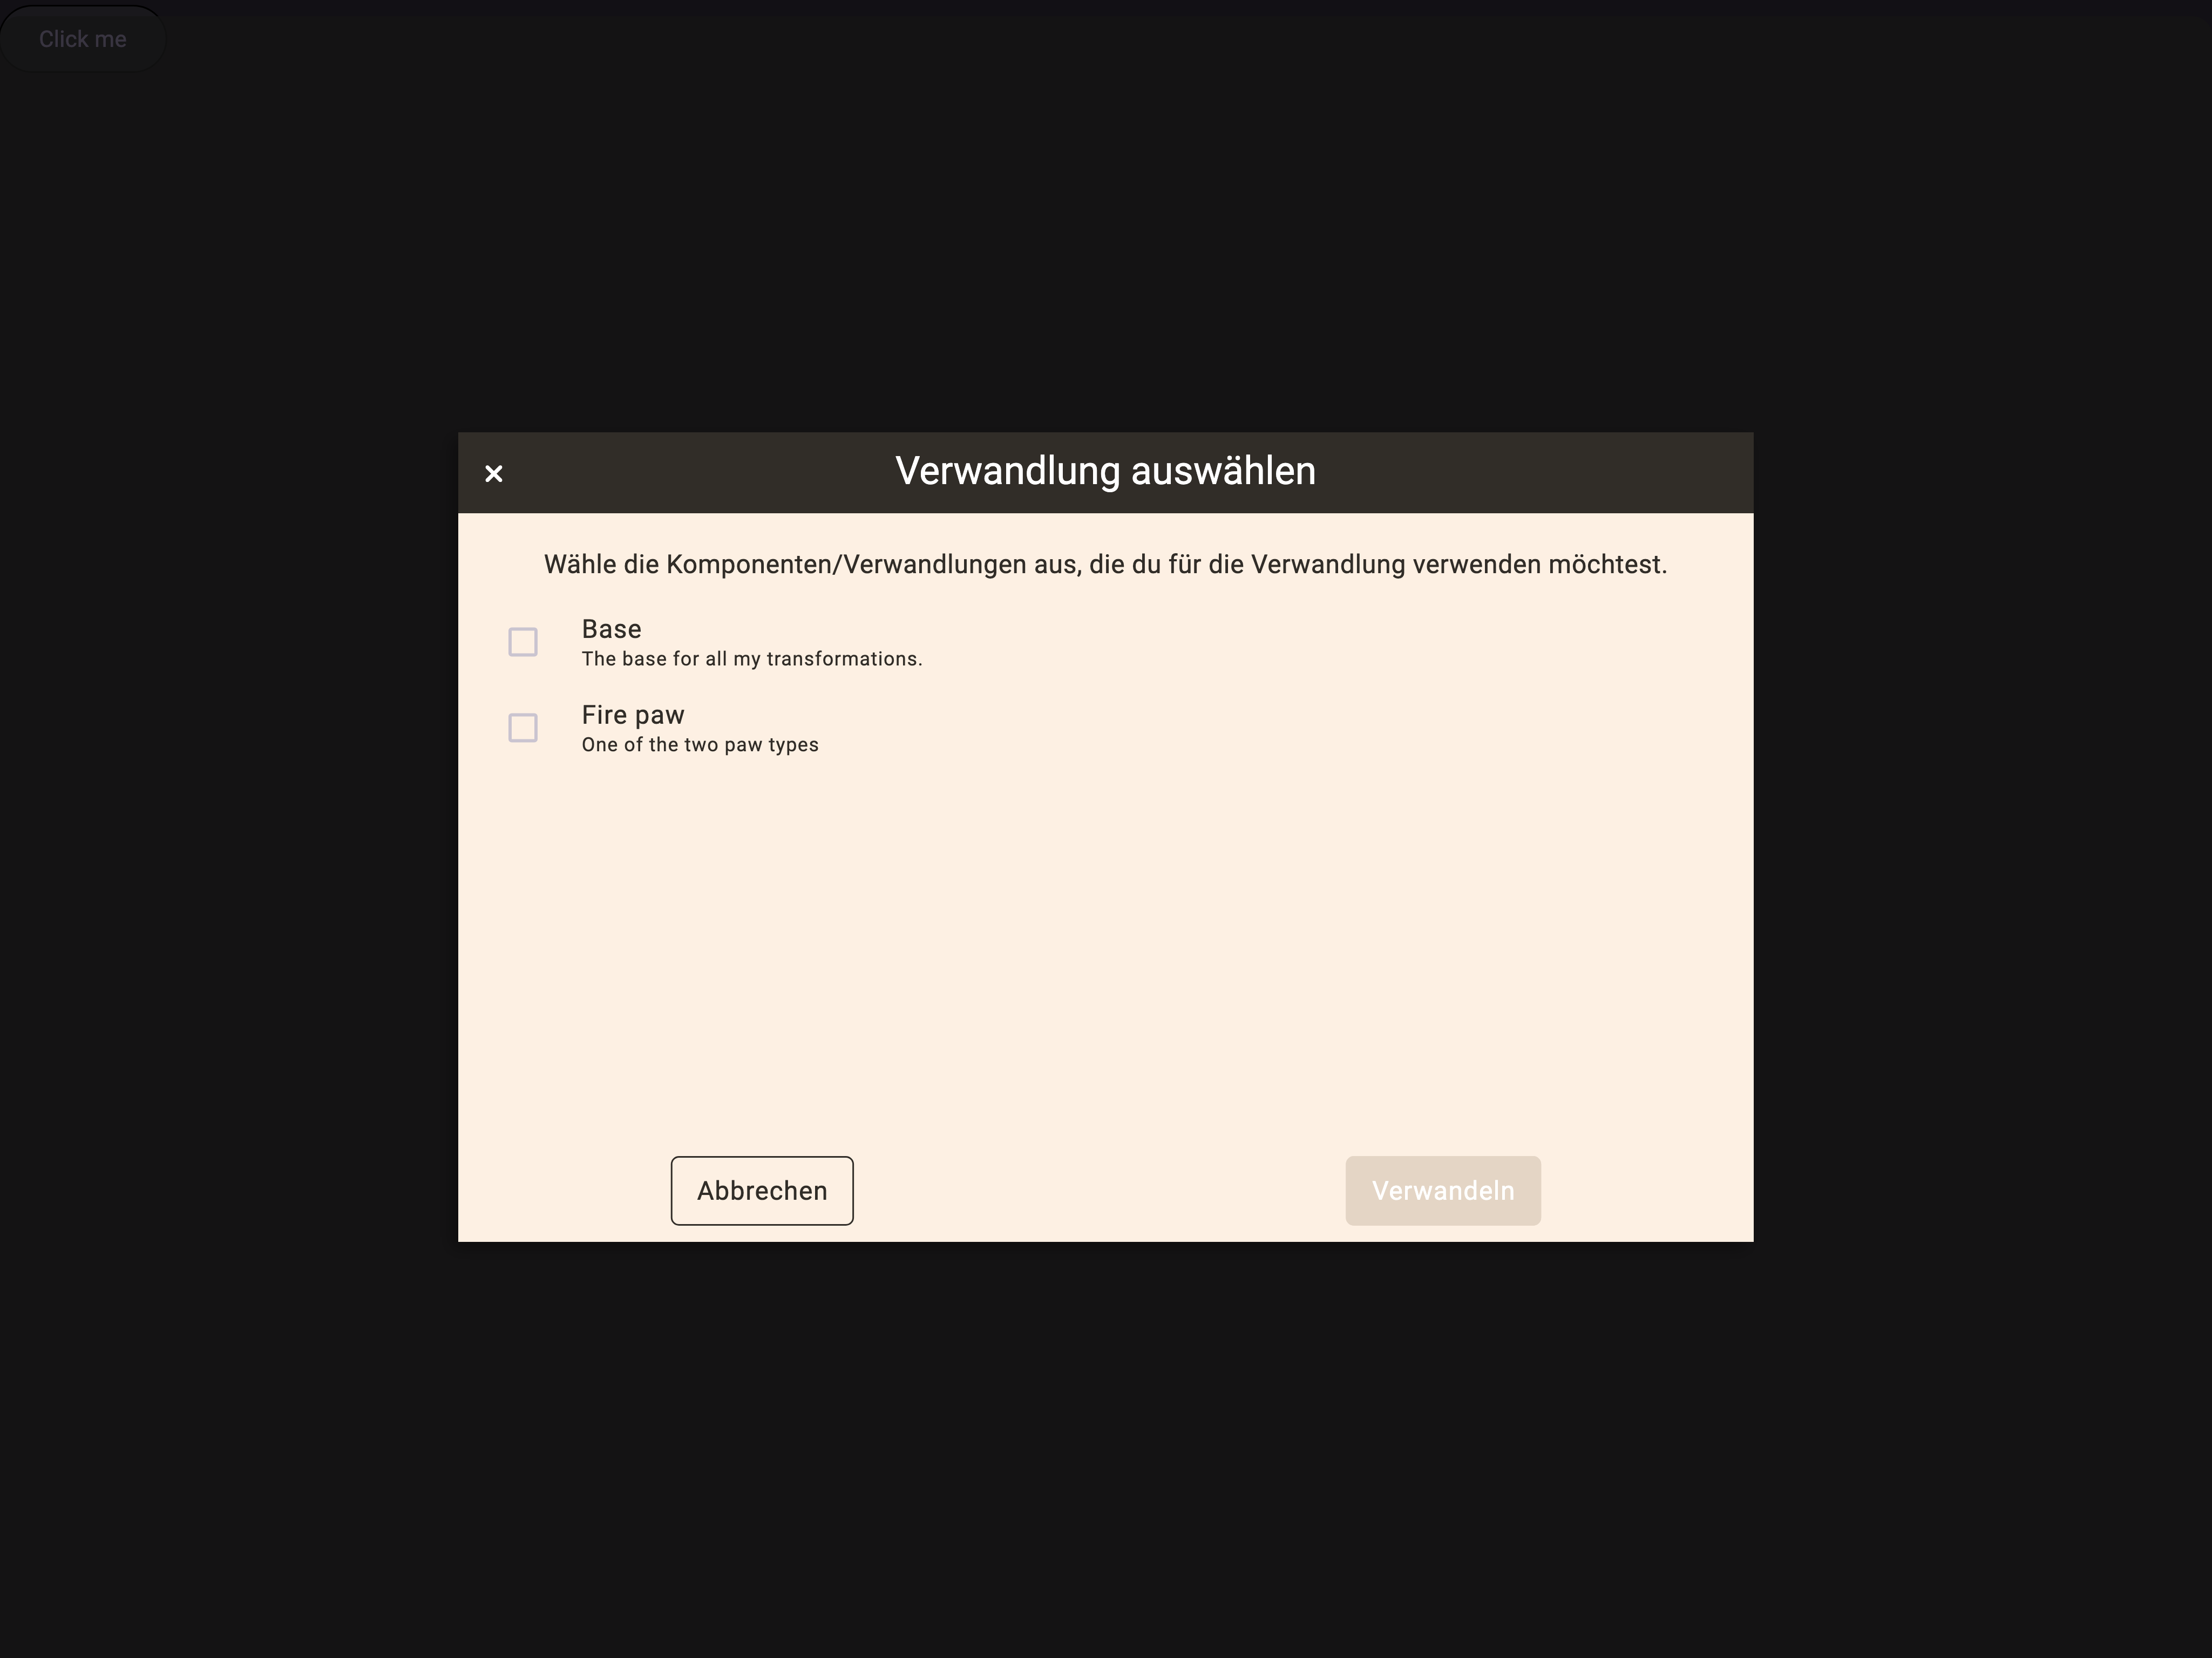 Click me
Verwandlung auswählen
Wähle die Komponenten/Verwandlungen aus, die du für die Verwandlung verwenden möchtest.
Base
The base for all my transformations.
Fire paw
One of the two paw types
Abbrechen
Verwandeln